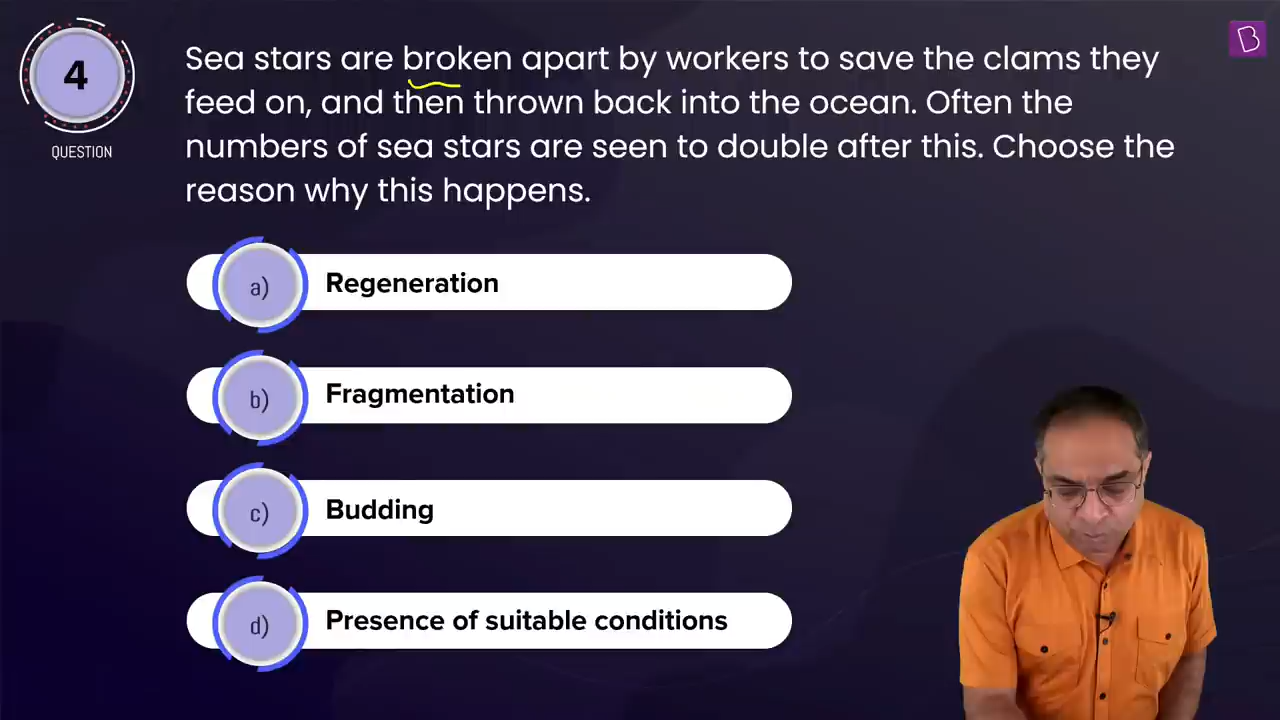 4
QUESTION
Sea stars are broken apart by workers to save the clams they
feed on, and then thrown back into the ocean. Often the
numbers of sea stars are seen to double after this. Choose the
reason why this happens.
a) Regeneration
b) Fragmentation
c) Budding
d) Presence of suitable conditions
B